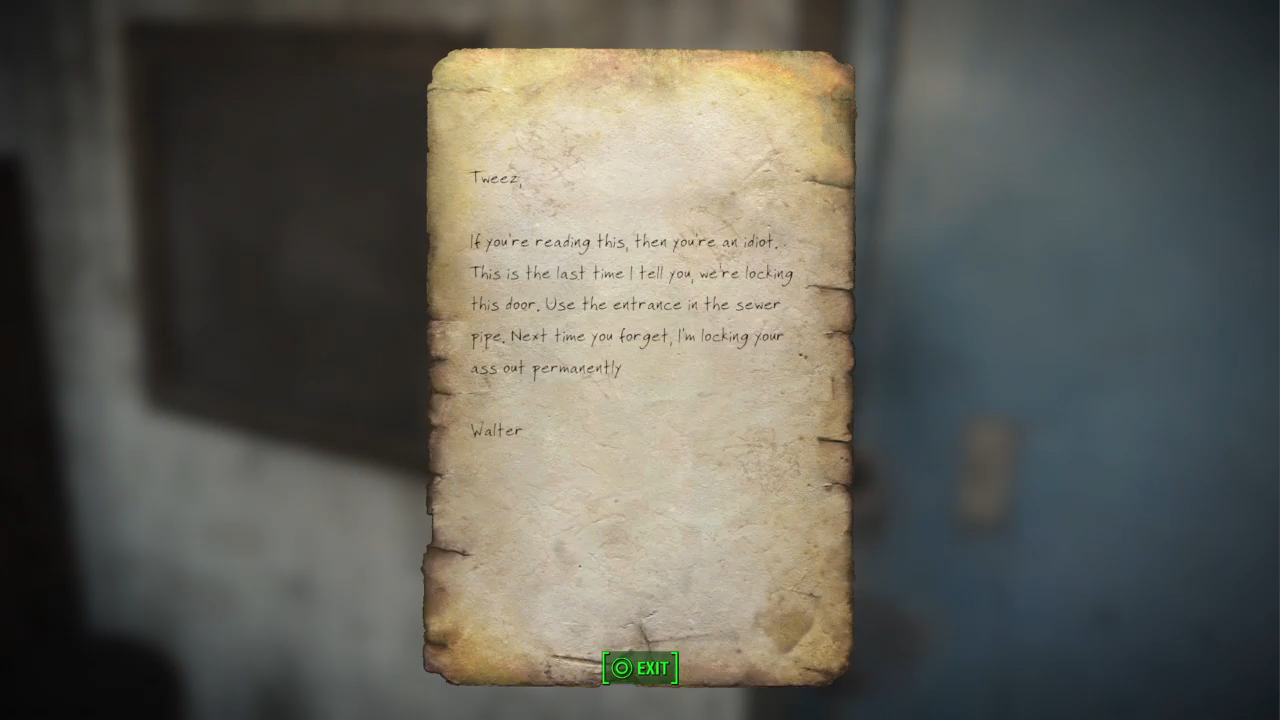 Tweez,
If you're reading this, then you're an idiot.
This is the last time I tell you, we're locking
this door. Use the entrance in the sewer
pipe. Next time you forget, I'm locking your
ass out permanently
Walter
EXIT